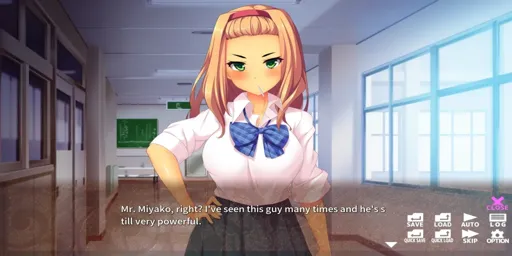 Mr. Miyako, right? I've seen this guy many times and he's s
till very powerful.
CLOSE
SAVE LOAD AUTO LOG
QUICK SAVE QUICK LOAD SKIP OPTION